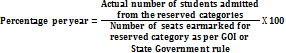 Actual number of students admitted
from the reserved categories
Percentage per year = X 100
Number of seats earmarked for
reserved category as per GOI or
State Government rule